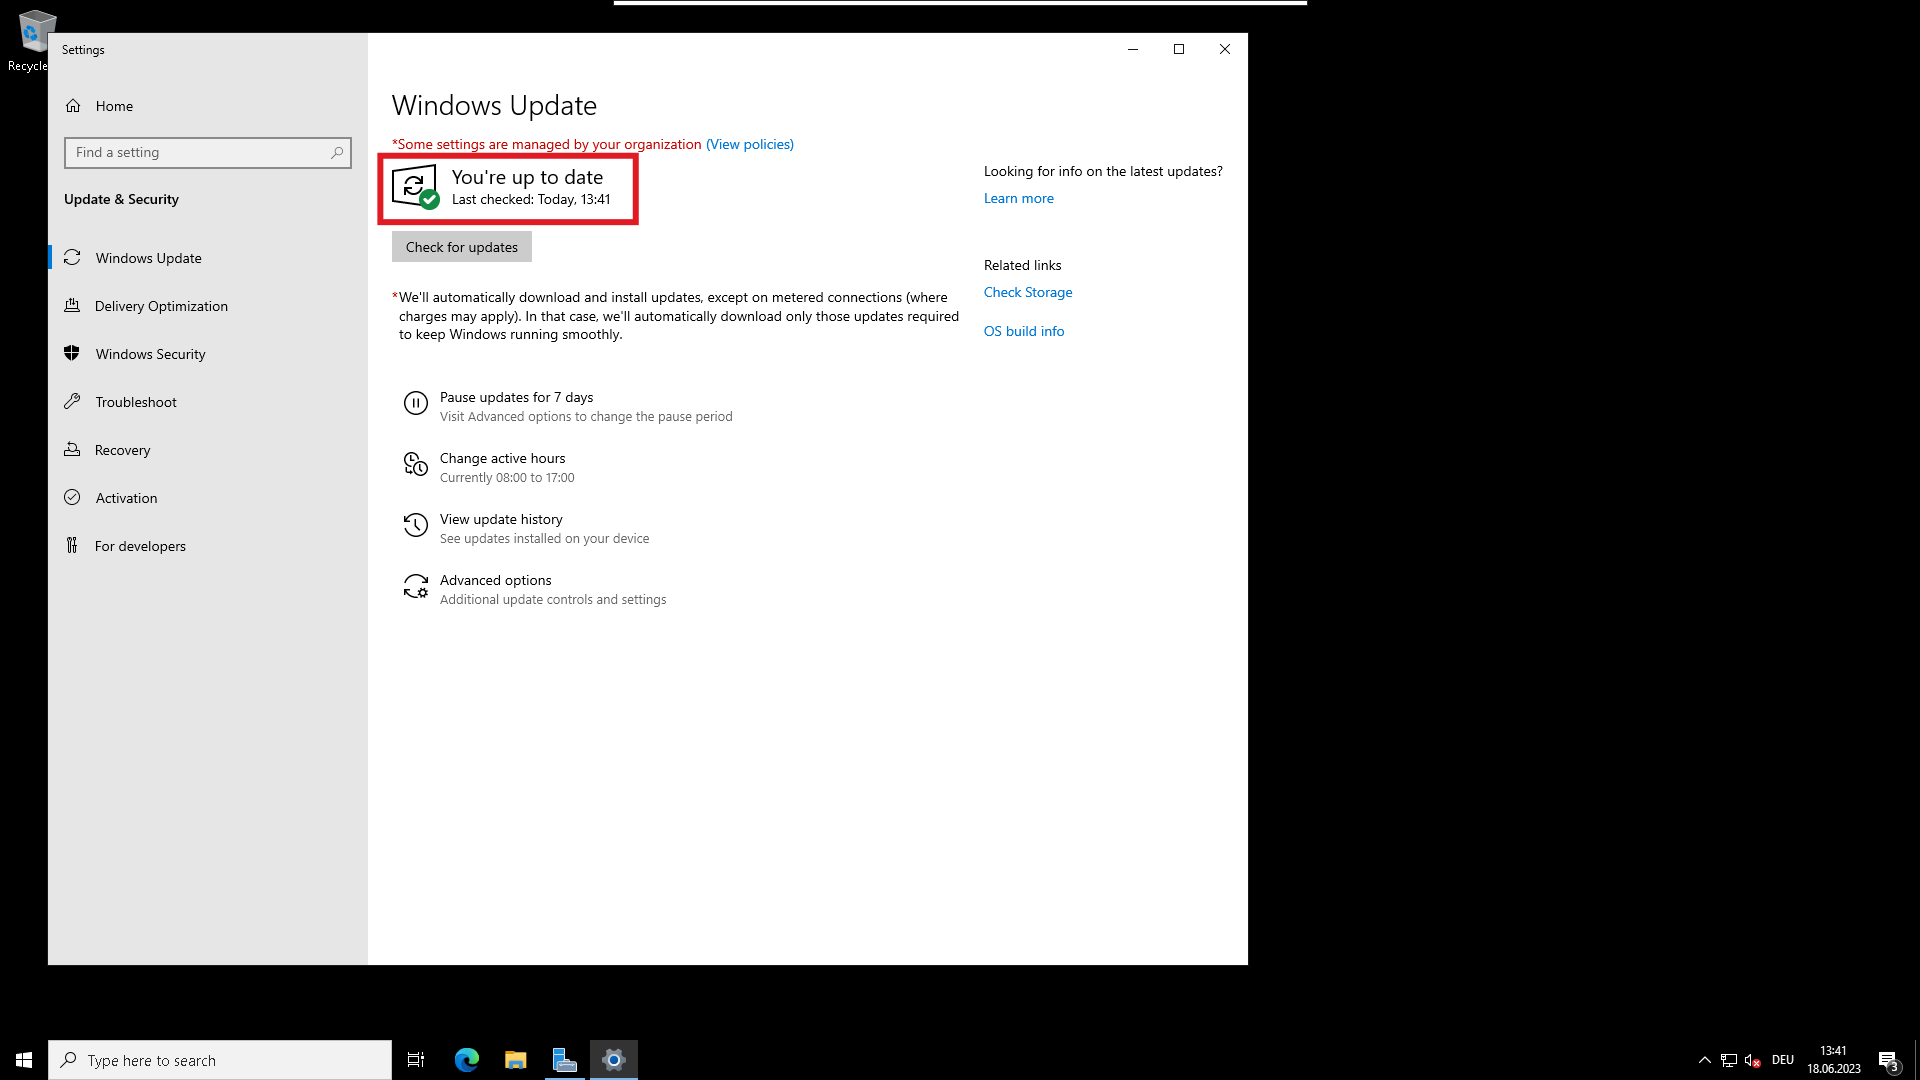 Recycle
Settings
Home
Find a setting
Update & Security
Windows Update
Delivery Optimization
Windows Security
Troubleshoot
Recovery
Activation
For developers
Windows Update
*Some settings are managed by your organization (View policies)
You're up to date
Last checked: Today, 13:41
Check for updates
*We'll automatically download and install updates, except on metered connections (where
charges may apply). In that case, we'll automatically download only those updates required
to keep Windows running smoothly.
Pause updates for 7 days
Visit Advanced options to change the pause period
Change active hours
Currently 08:00 to 17:00
View update history
See updates installed on your device
Advanced options
Additional update controls and settings
Looking for info on the latest updates?
Learn more
Related links
Check Storage
OS build info
Type here to search
DEU
13:41
18.06.2023
3